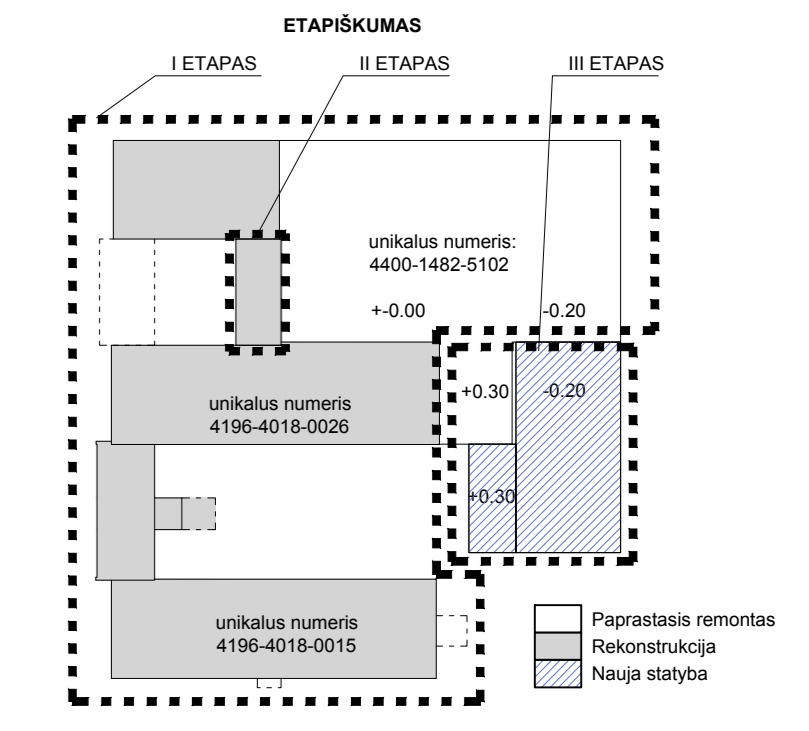 ETAPIŠKUMAS
I ETAPAS
II ETAPAS
III ETAPAS
unikalus numeris:
4400-1482-5102
+-0.00
-0.20
+0.30
-0.20
unikalus numeris
4196-4018-0026
+0.30
unikalus numeris
4196-4018-0015
Paprastasis remontas
Rekonstrukcija
Nauja statyba